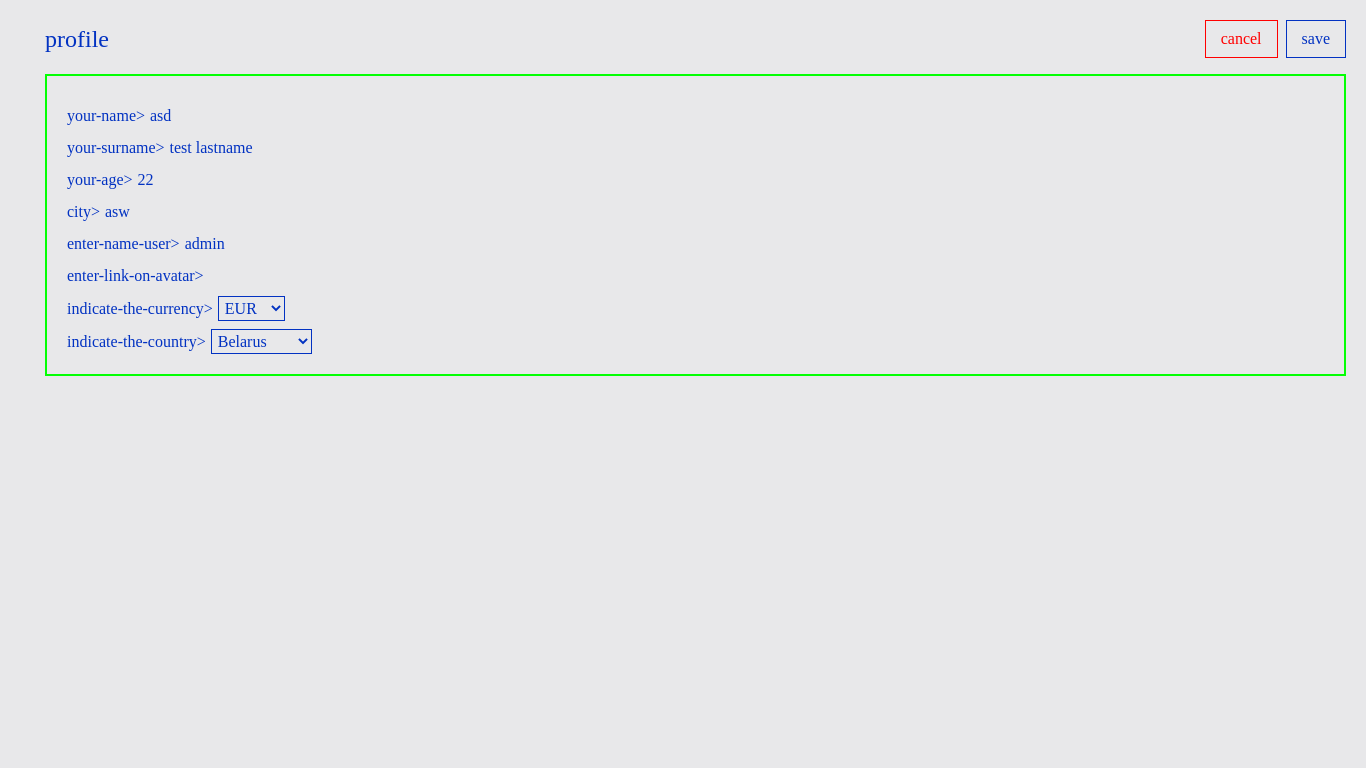 profile
cancel
save
your-name> asd
your-surname> test lastname
your-age> 22
city> asw
enter-name-user> admin
enter-link-on-avatar>
indicate-the-currency> EUR
indicate-the-country> Belarus